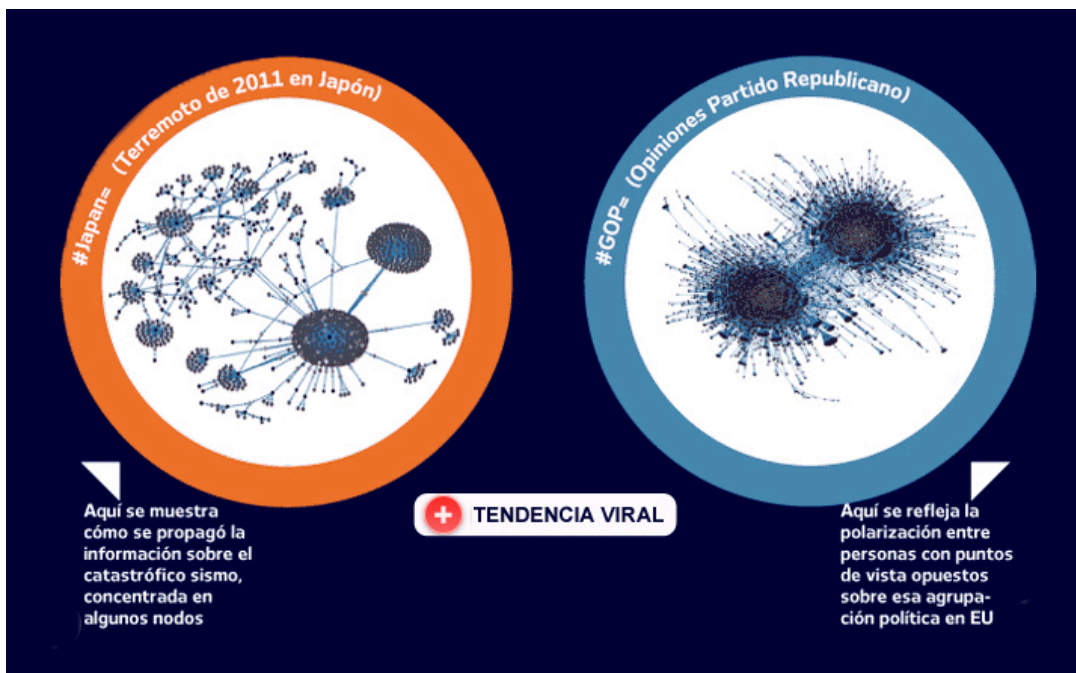 #Japan= (Terremoto de 2011 en Japón)
#GOP= (Opiniones Partido Republicano)
Aquí se muestra
cómo se propagó la
información sobre el
catastrófico sismo,
concentrada en
algunos nodos
+ TENDENCIA VIRAL
Aquí se refleja la
polarización entre
personas con puntos
de vista opuestos
sobre esa agrupa-
ción política en EU